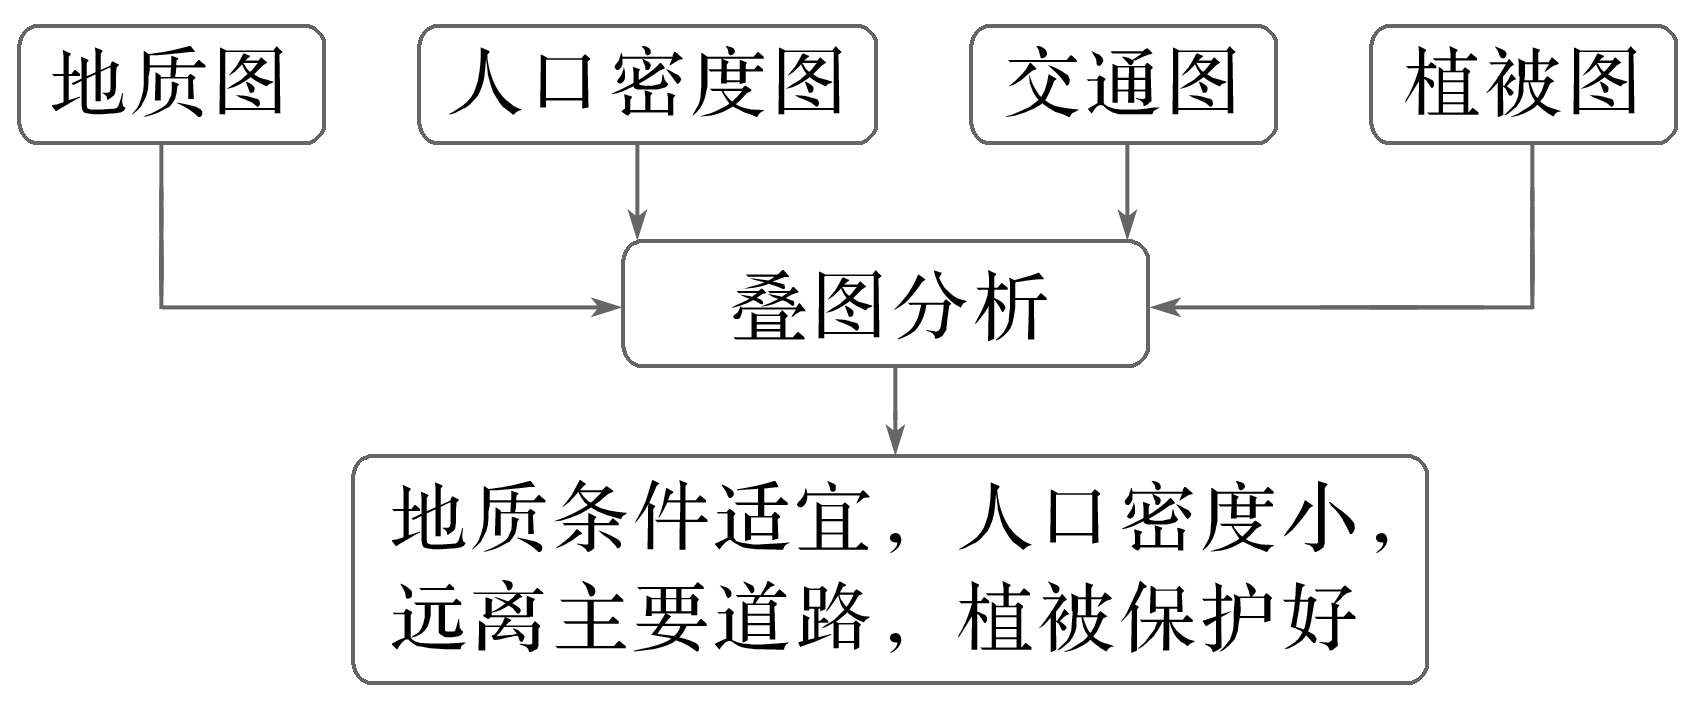 地质图
人口密度图
交通图
植被图
叠图分析
地质条件适宜，人口密度小，
远离主要道路，植被保护好